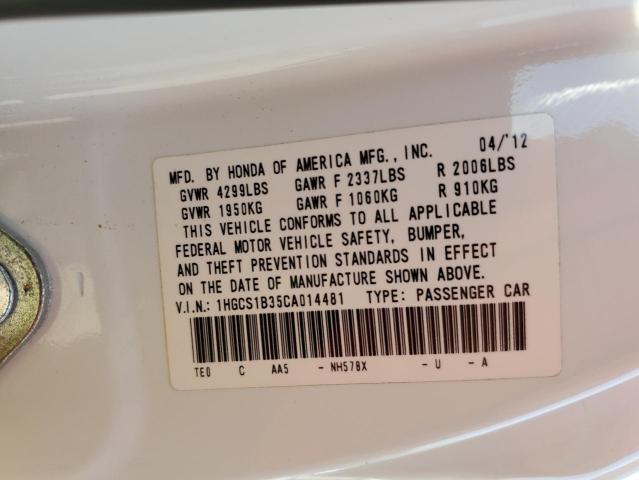 MFD. BY HONDA OF AMERICA MFG., INC. 04/'12
GVWR 4299LBS GAWR F 2337LBS R 2006LBS
GVWR 1950KG GAWR F 1060KG R 910KG
THIS VEHICLE CONFORMS TO ALL APPLICABLE
FEDERAL MOTOR VEHICLE SAFETY, BUMPER,
AND THEFT PREVENTION STANDARDS IN EFFECT
ON THE DATE OF MANUFACTURE SHOWN ABOVE.
V.I.N.: 1HGCS1B35CA014481 TYPE: PASSENGER CAR
TE0 C AA5 - NH578X - U - A